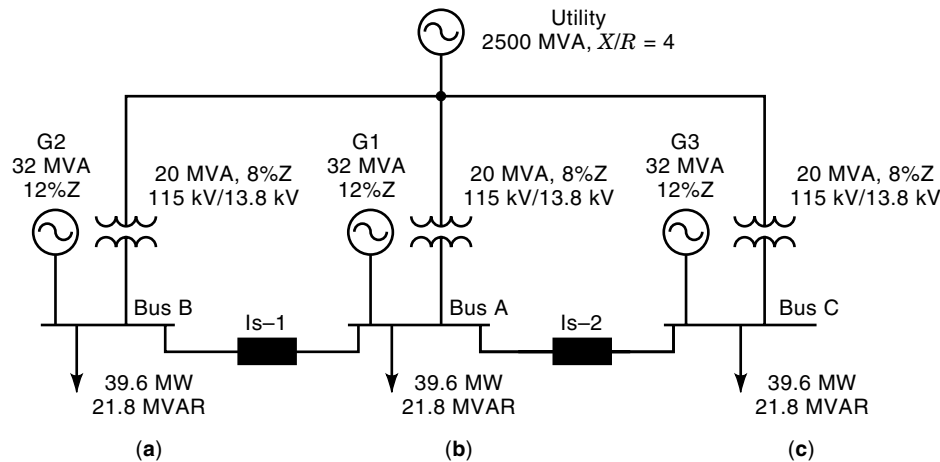 Utility
2500 MVA, X/R = 4
G2
32 MVA
12%Z
20 MVA, 8%Z
115 kV/13.8 kV
G1
32 MVA
12%Z
20 MVA, 8%Z
115 kV/13.8 kV
G3
32 MVA
12%Z
20 MVA, 8%Z
115 kV/13.8 kV
Bus B
Is–1
Bus A
Is–2
Bus C
39.6 MW
21.8 MVAR
39.6 MW
21.8 MVAR
39.6 MW
21.8 MVAR
(a)
(b)
(c)